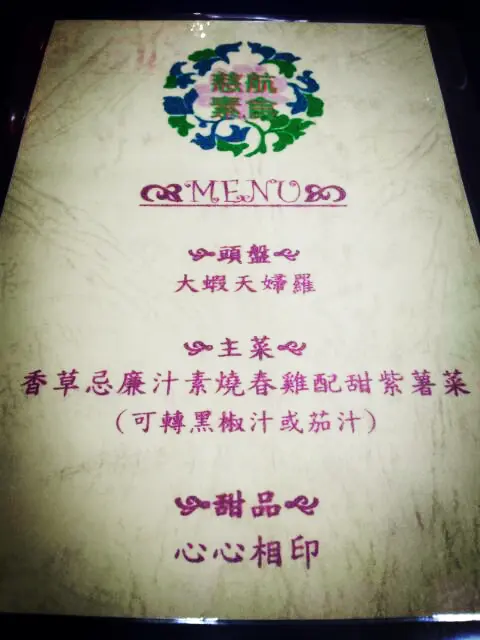 慈航
素食
MENU
頭盤
大蝦天婦羅
主菜
香草忌廉汁素燒春雞配甜紫薯菜
(可轉黑椒汁或茄汁)
甜品
心心相印